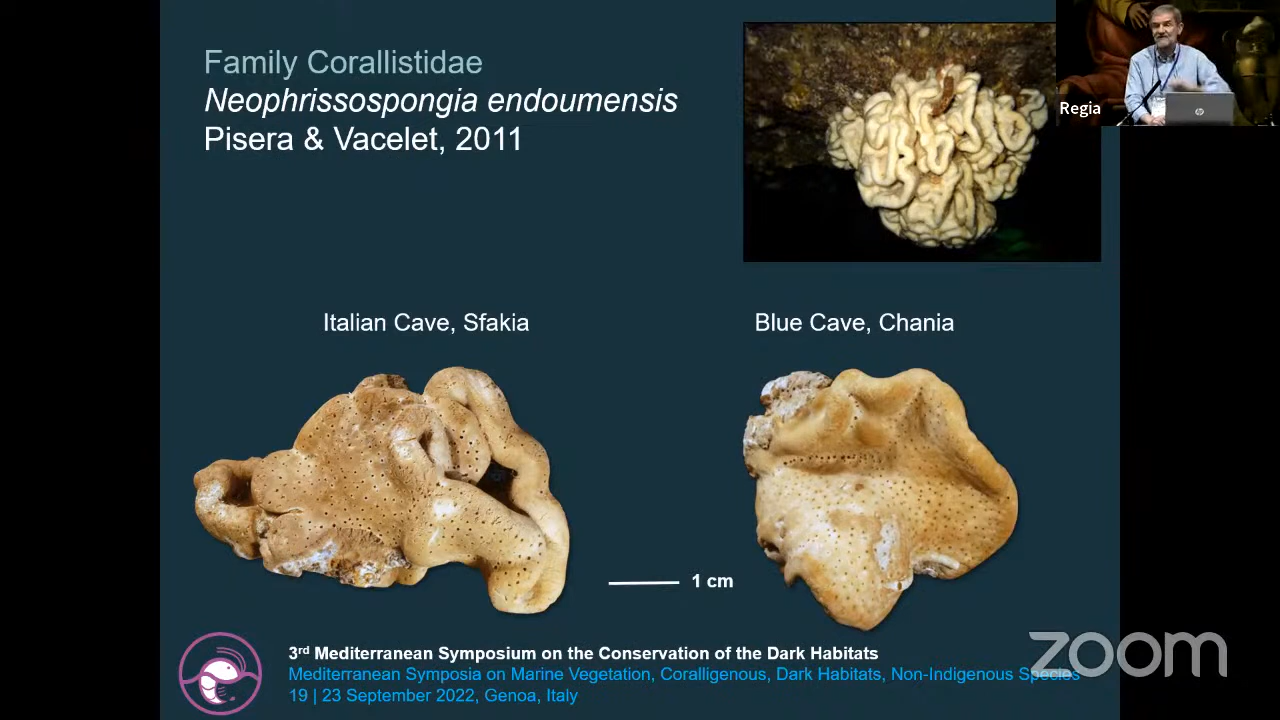 Family Corallistidae
Neophrissospongia endoumensis
Pisera & Vacelet, 2011
Regia
Italian Cave, Sfakia
Blue Cave, Chania
1 cm
3rd Mediterranean Symposium on the Conservation of the Dark Habitats
Mediterranean Symposia on Marine Vegetation, Coralligenous, Dark Habitats, Non-Indigenous Species
19 | 23 September 2022, Genoa, Italy
zoom
hp